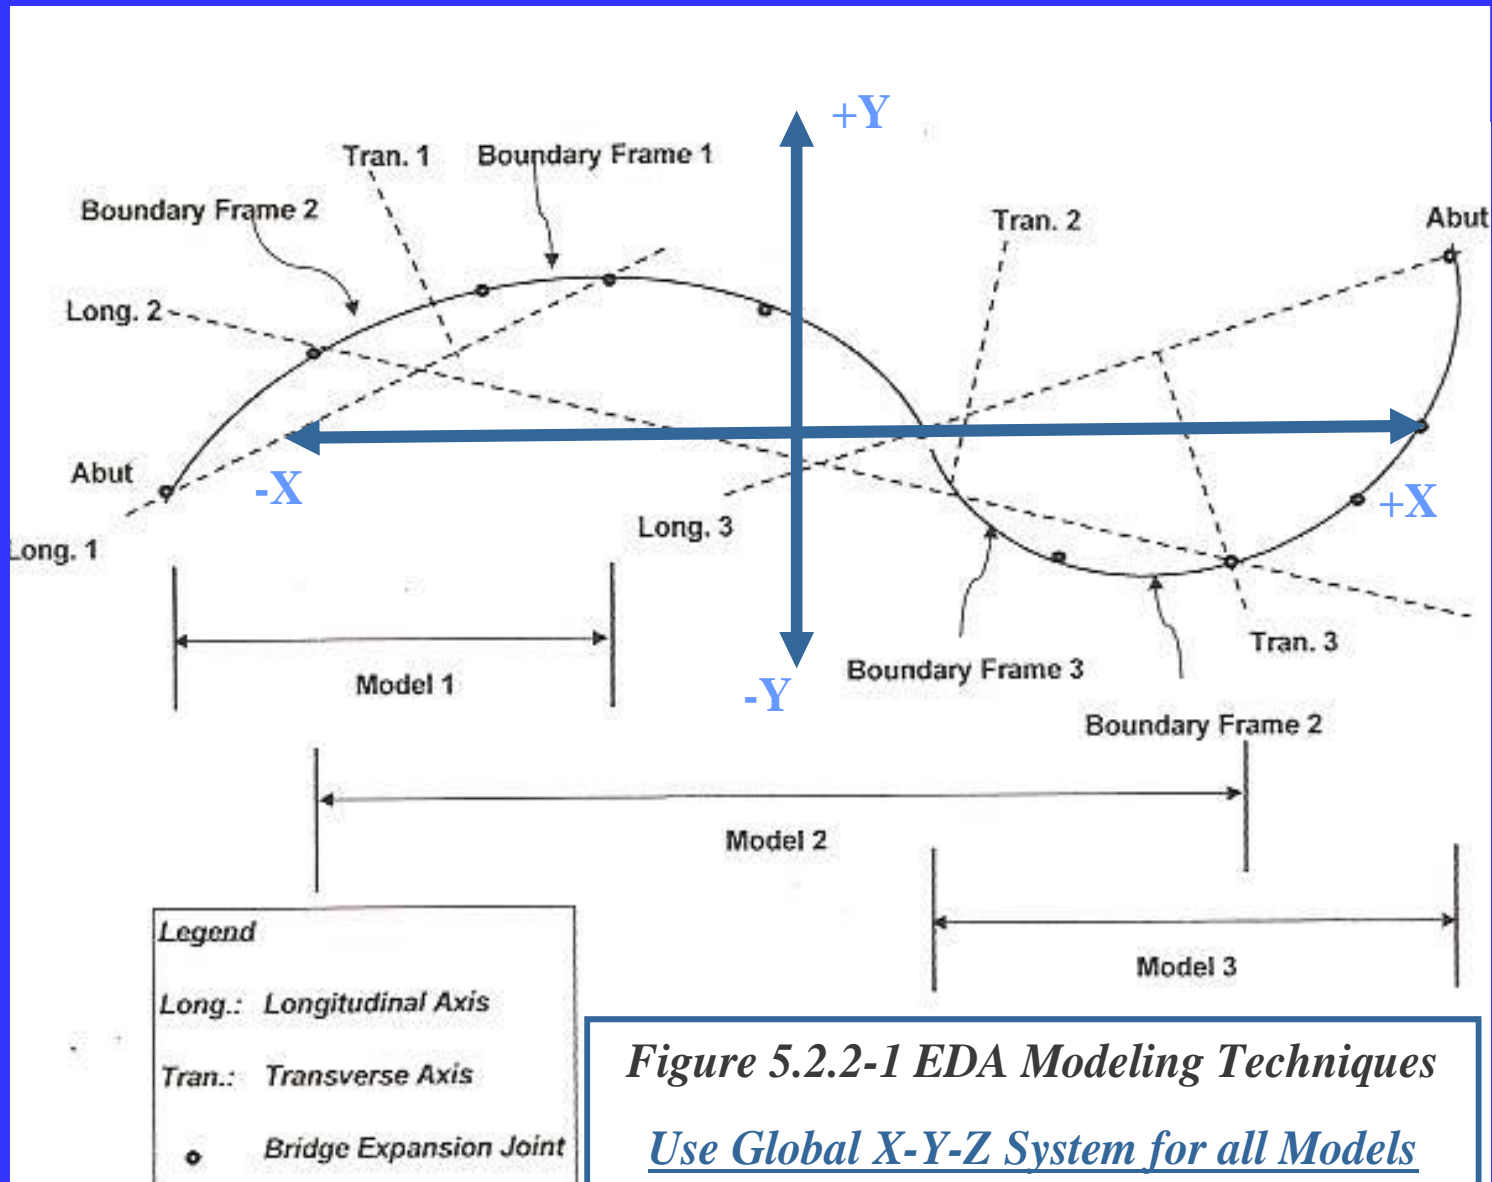 +Y
Tran. 1
Boundary Frame 1
Boundary Frame 2
Tran. 2
Abut
Long. 2
Abut
-X
+X
Long. 3
Long. 1
Tran. 3
Boundary Frame 3
Model 1
-Y
Boundary Frame 2
Model 2
Model 3
Legend
Long.: Longitudinal Axis
Tran.: Transverse Axis
Bridge Expansion Joint
Figure 5.2.2-1 EDA Modeling Techniques
Use Global X-Y-Z System for all Models